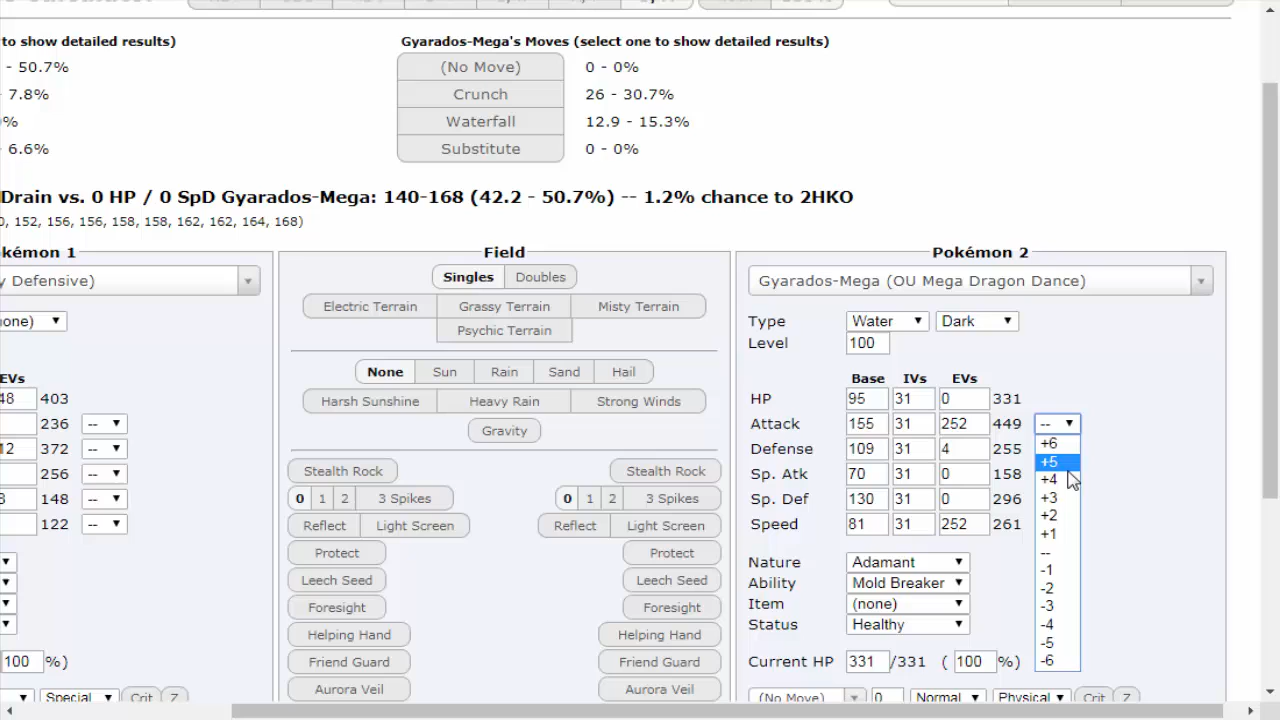 to show detailed results)
Gyarados-Mega's Moves (select one to show detailed results)
- 50.7%
(No Move) 0 - 0%
- 7.8%
Crunch 26 - 30.7%
%
Waterfall 12.9 - 15.3%
- 6.6%
Substitute 0 - 0%
Drain vs. 0 HP / 0 SpD Gyarados-Mega: 140-168 (42.2 - 50.7%) -- 1.2% chance to 2HKO
0, 152, 156, 156, 158, 158, 162, 162, 164, 168)
kémon 1
y Defensive)
one)
EVs
48 403
236 --
12 372 --
256 --
8 148 --
122 --
100 %)
Special Crit Z
Field
Singles Doubles
Electric Terrain Grassy Terrain Misty Terrain
Psychic Terrain
None Sun Rain Sand Hail
Harsh Sunshine Heavy Rain Strong Winds
Gravity
Stealth Rock Stealth Rock
0 1 2 3 Spikes 0 1 2 3 Spikes
Reflect Light Screen Reflect Light Screen
Protect Protect
Leech Seed Leech Seed
Foresight Foresight
Helping Hand Helping Hand
Friend Guard Friend Guard
Aurora Veil Aurora Veil
Pokémon 2
Gyarados-Mega (OU Mega Dragon Dance)
Type Water Dark
Level 100
Base IVs EVs
HP 95 31 0 331
Attack 155 31 252 449 --
Defense 109 31 4 255
Sp. Atk 70 31 0 158
Sp. Def 130 31 0 296
Speed 81 31 252 261
+6
+5
+4
+3
+2
+1
--
-1
-2
-3
-4
-5
-6
Nature Adamant
Ability Mold Breaker
Item (none)
Status Healthy
Current HP 331 /331 ( 100 %)
(No Move) 0 Normal Physical Crit Z